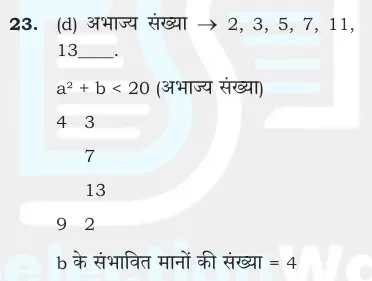 23. (d) अभाज्य संख्या → 2, 3, 5, 7, 11,
13____.
a² + b < 20 (अभाज्य संख्या)
4 3
7
13
9 2
b के संभावित मानों की संख्या = 4